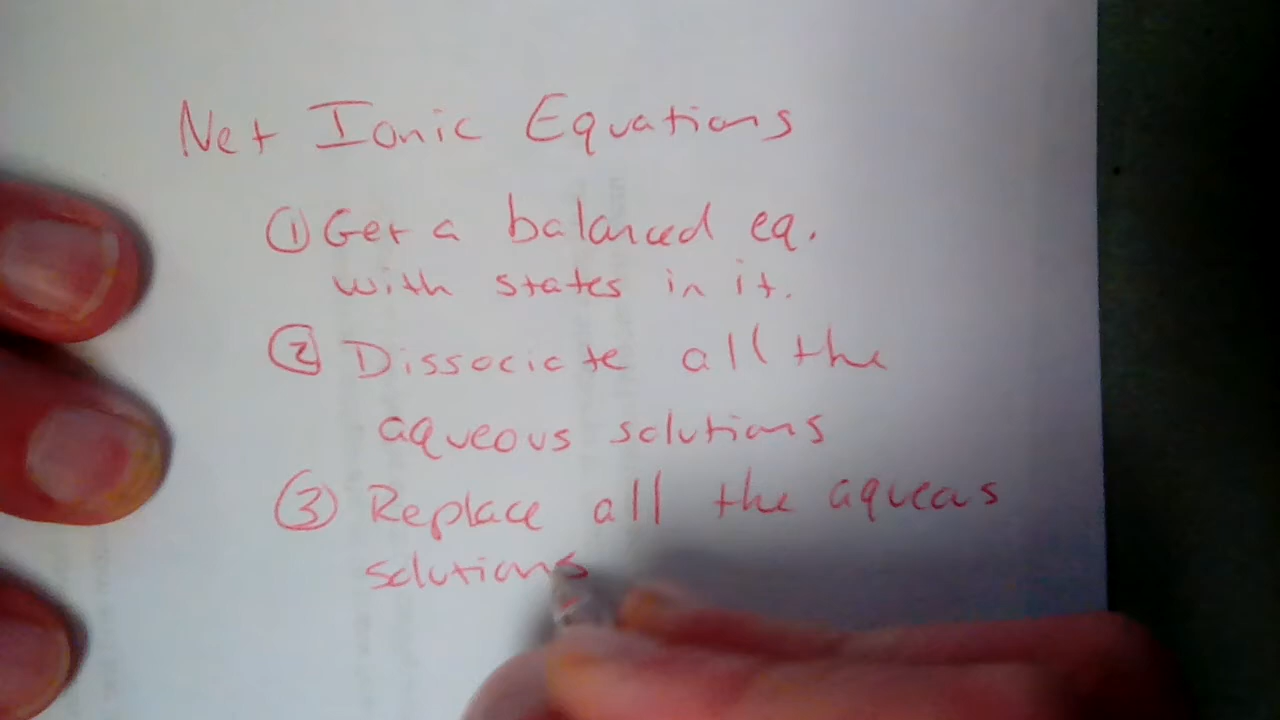 Net Ionic Equations
① Get a balanced eq.
with states in it.
② Dissociate all the
aqueous solutions
③ Replace all the aqueous
solutions